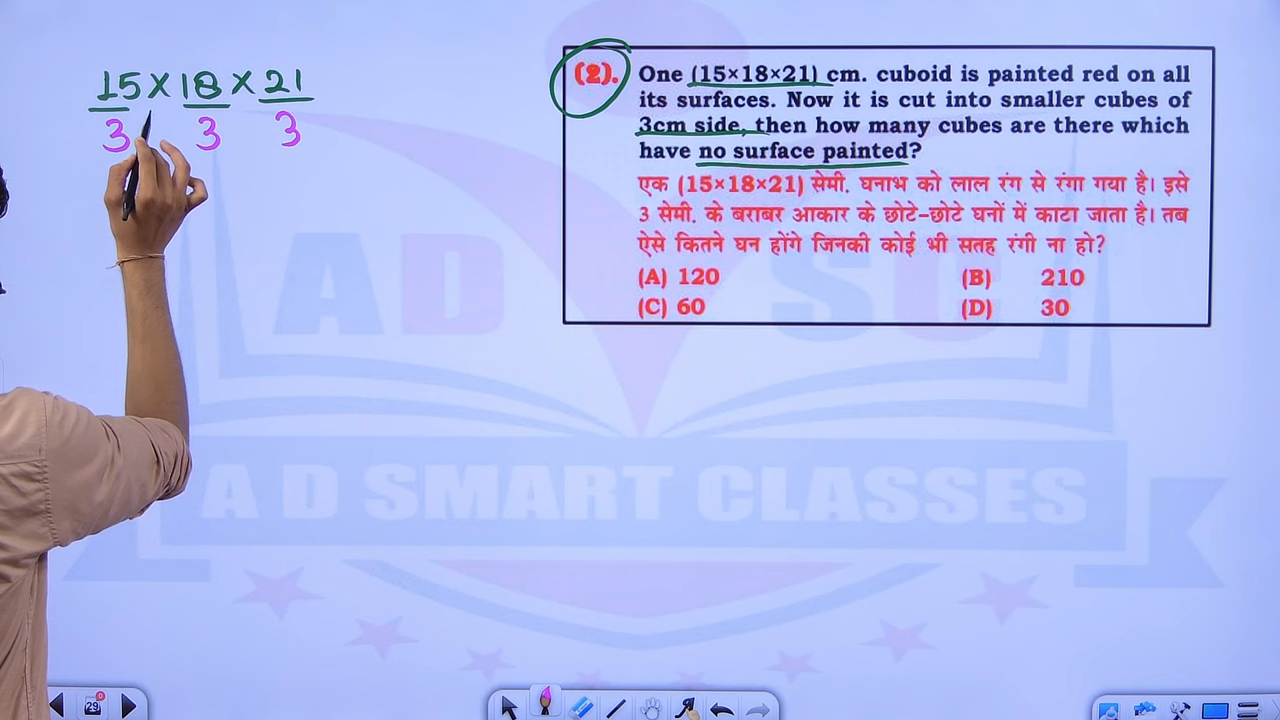 15 × 18 × 21
3 3 3
(2). One (15×18×21) cm. cuboid is painted red on all
its surfaces. Now it is cut into smaller cubes of
3cm side, then how many cubes are there which
have no surface painted?
एक (15×18×21) सेमी. घनाभ को लाल रंग से रंगा गया है। इसे
3 सेमी. के बराबर आकार के छोटे-छोटे घनों में काटा जाता है। तब
ऐसे कितने घन होंगे जिनकी कोई भी सतह रंगी ना हो?
(A) 120 (B) 210
(C) 60 (D) 30
A D S C
A D SMART CLASSES
29
0